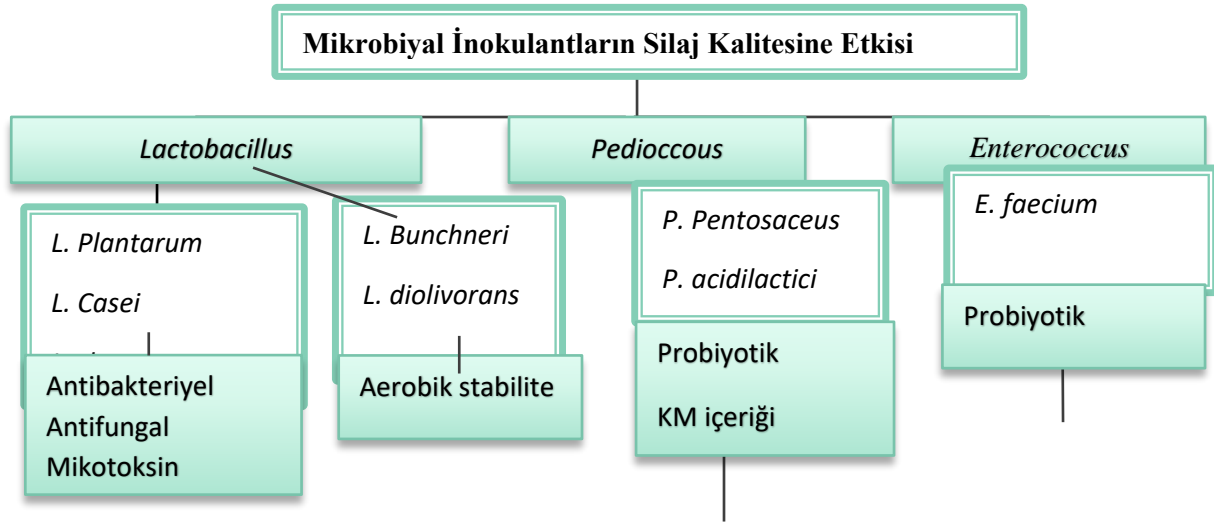 Mikrobiyal İnokulantların Silaj Kalitesine Etkisi
Lactobacillus
Pedioccous
Enterococcus
L. Plantarum
L. Casei
L. Bunchneri
L. diolivorans
P. Pentosaceus
P. acidilactici
E. faecium
Antibakteriyel
Antifungal
Mikotoksin
Aerobik stabilite
Probiyotik
KM içeriği
Probiyotik